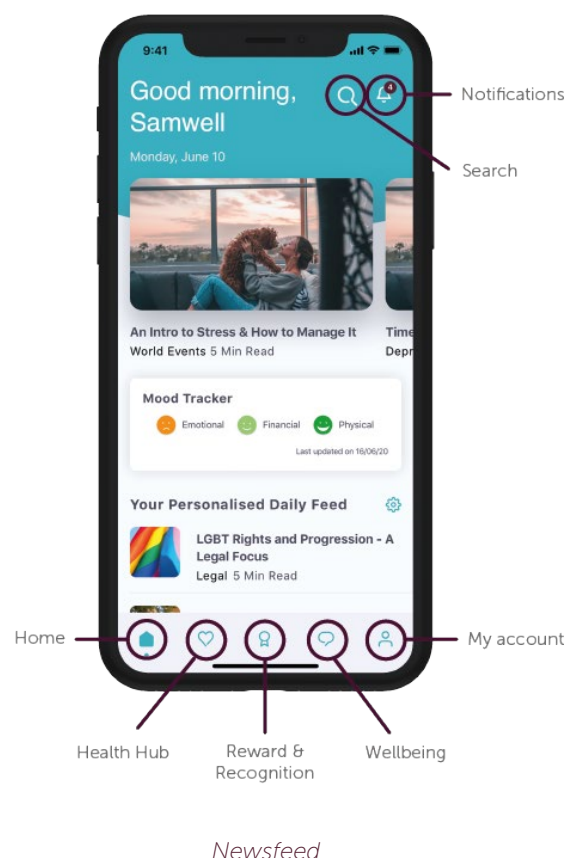 9:41
Good morning,
Samwell
4
Notifications
Search
Monday, June 10
An Intro to Stress & How to Manage It
World Events 5 Min Read
Time
Depr
Mood Tracker
Emotional
Financial
Physical
Last updated on 16/06/20
Your Personalised Daily Feed
LGBT Rights and Progression - A
Legal Focus
Legal 5 Min Read
Home
My account
Health Hub
Reward &
Recognition
Wellbeing
Newsfeed